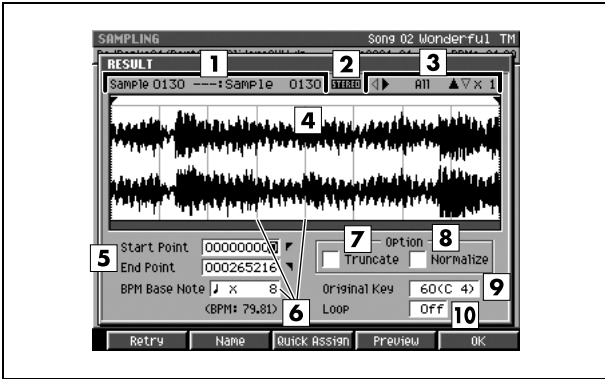 SAMPLING Song 02 Wonderful TM
RESULT
1 2 3
Sample 0130 ---:Sample 0130 STEREO All x 1
4
5 Start Point 00000000
End Point 000265216
7 Option 8
Truncate Normalize
BPM Base Note ♩ x 8
6
(BPM: 79.81)
Original Key 60(C 4) 9
Loop Off 10
Retry Name Quick Assign Preview OK